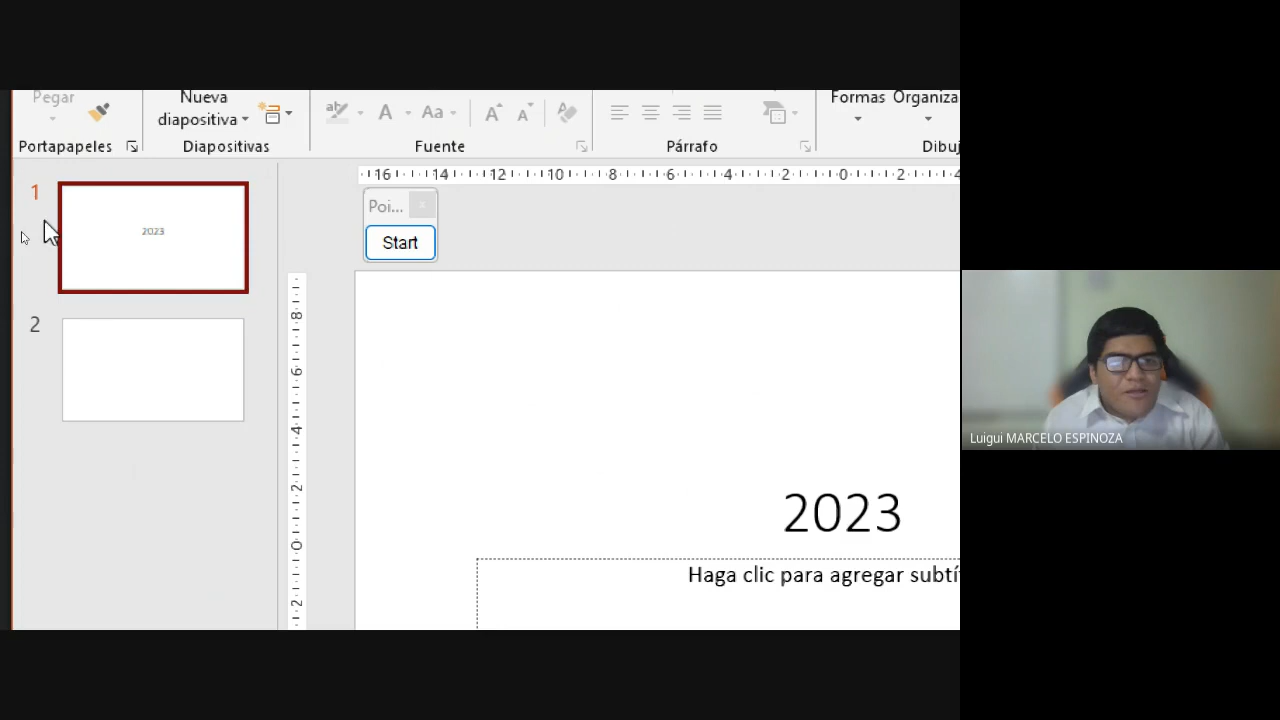 Pegar
Nueva
diapositiva
Aa
A
Formas Organiza
Portapapeles
Diapositivas
Fuente
Párrafo
Dibuj
1
2023
2
16 14 12 10 8 6 4 2 0 2
Poi...
Start
8
6
4
2
0
2
2023
Haga clic para agregar subtí
Luigui MARCELO ESPINOZA